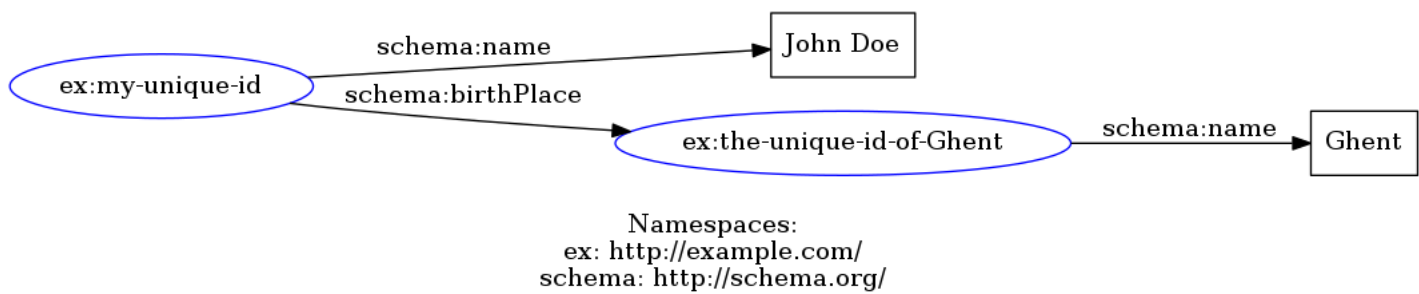 schema:name
John Doe
ex:my-unique-id
schema:birthPlace
ex:the-unique-id-of-Ghent
schema:name
Ghent
Namespaces:
ex: http://example.com/
schema: http://schema.org/